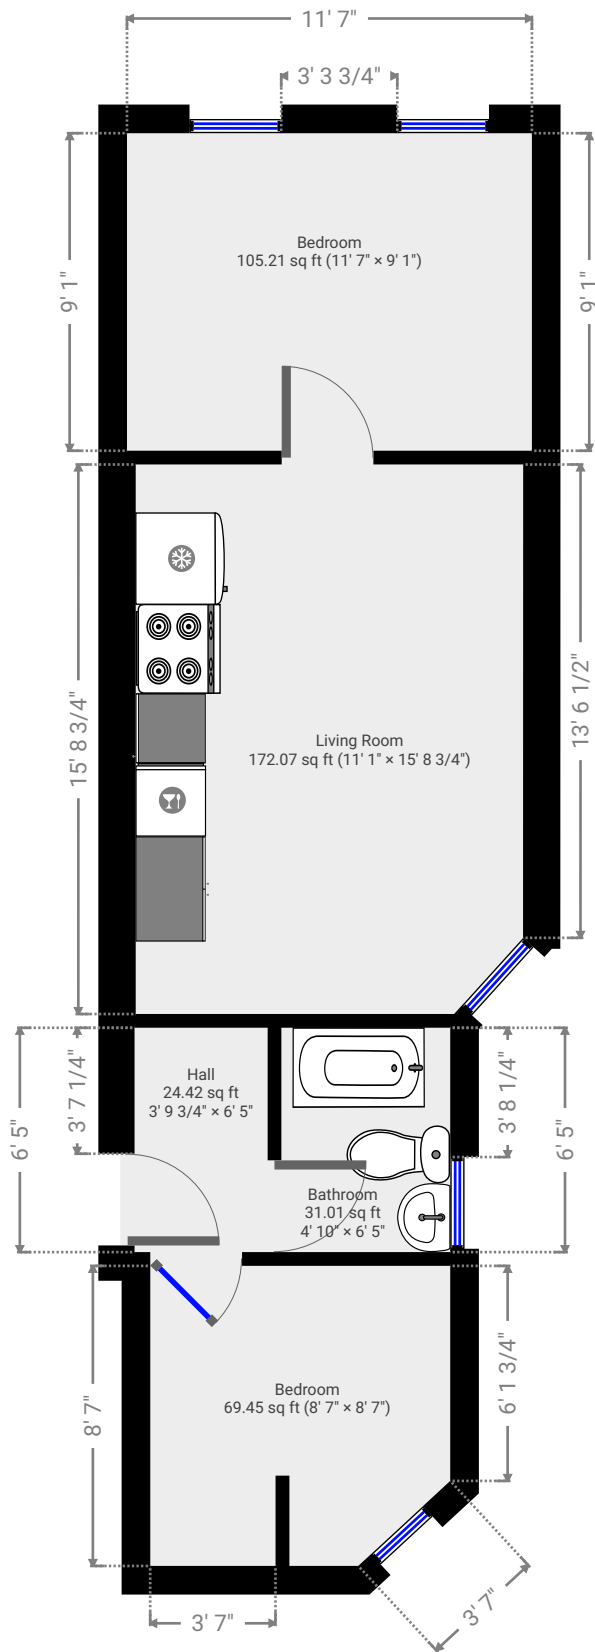 11' 7"
3' 3 3/4"
9' 1"
9' 1"
Bedroom
105.21 sq ft (11' 7" × 9' 1")
15' 8 3/4"
13' 6 1/2"
Living Room
172.07 sq ft (11' 1" × 15' 8 3/4")
6' 5"
3' 7 1/4"
Hall
24.42 sq ft
3' 9 3/4" × 6' 5"
3' 8 1/4"
6' 5"
Bathroom
31.01 sq ft
4' 10" × 6' 5"
8' 7"
Bedroom
69.45 sq ft (8' 7" × 8' 7")
6' 1 3/4"
3' 7"
3' 7"